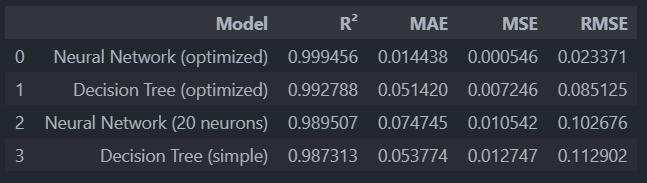 Model R² MAE MSE RMSE
0 Neural Network (optimized) 0.999456 0.014438 0.000546 0.023371
1 Decision Tree (optimized) 0.992788 0.051420 0.007246 0.085125
2 Neural Network (20 neurons) 0.989507 0.074745 0.010542 0.102676
3 Decision Tree (simple) 0.987313 0.053774 0.012747 0.112902